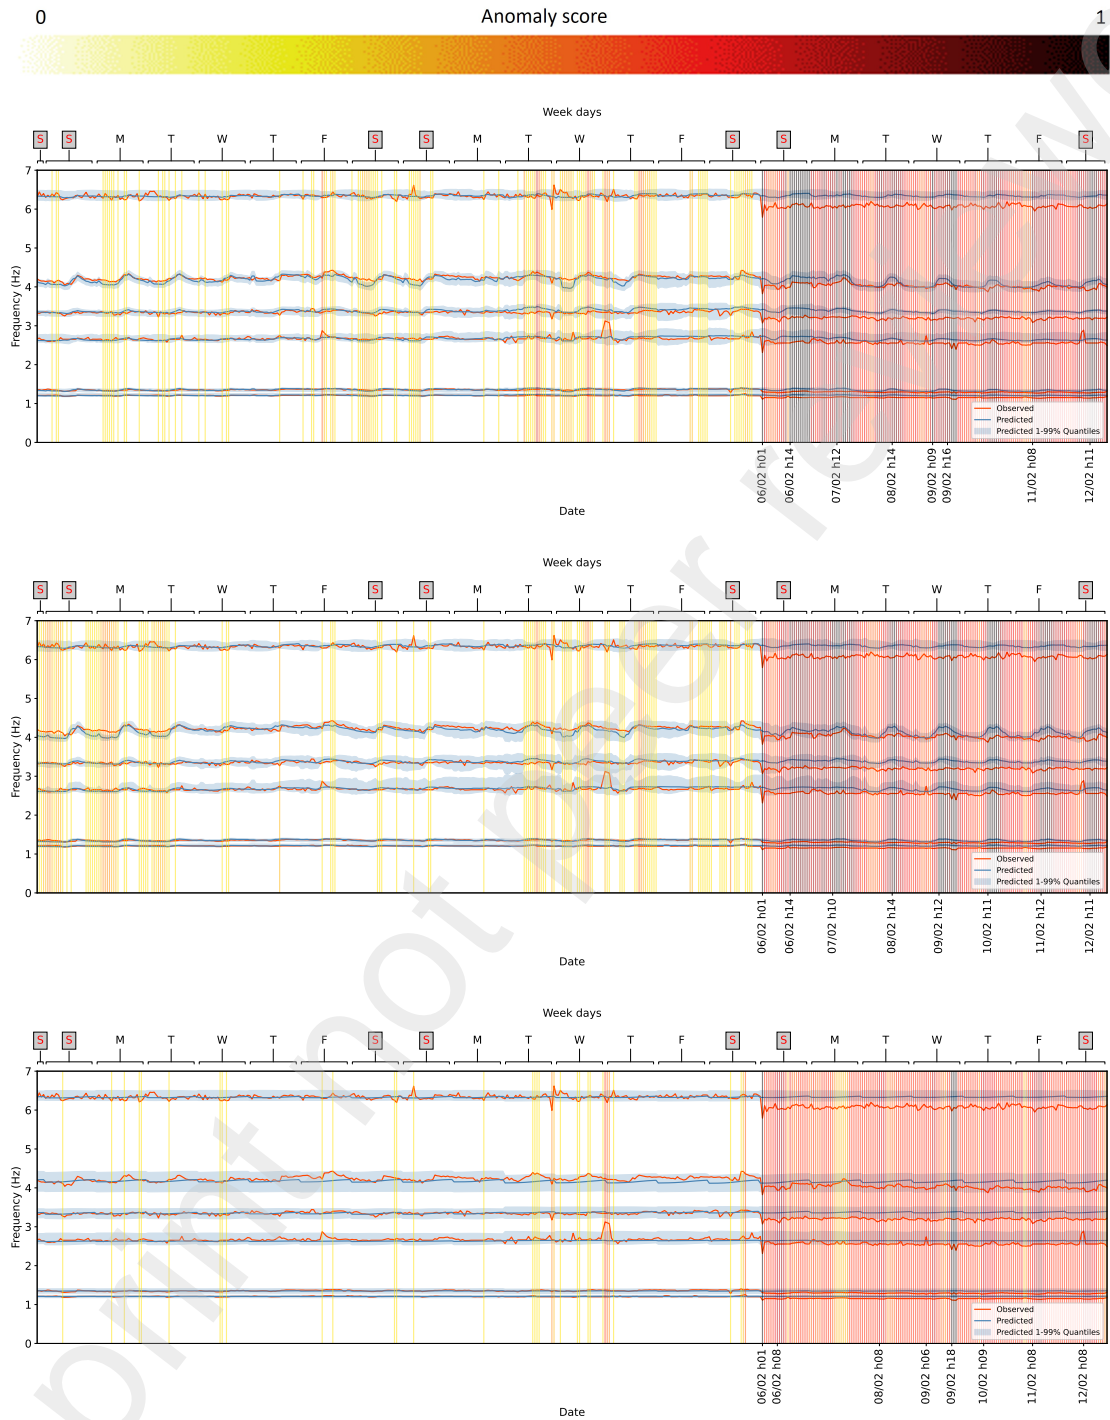 0 Anomaly score 1
Week days
S S M T W T F S S M T W T F S S M T W T F S
7
6
5
4
3
2
1
0
Frequency (Hz)
Observed
Predicted
Predicted 1-99% Quantiles
06/02 h01 06/02 h14 07/02 h12 08/02 h14 09/02 h09 09/02 h16 11/02 h08 12/02 h11
Date
Week days
S S M T W T F S S M T W T F S S M T W T F S
7
6
5
4
3
2
1
0
Frequency (Hz)
Observed
Predicted
Predicted 1-99% Quantiles
06/02 h01 06/02 h14 07/02 h10 08/02 h14 09/02 h12 10/02 h11 11/02 h12 12/02 h11
Date
Week days
S S M T W T F S S M T W T F S S M T W T F S
7
6
5
4
3
2
1
0
Frequency (Hz)
Observed
Predicted
Predicted 1-99% Quantiles
06/02 h01 06/02 h08 08/02 h08 09/02 h06 09/02 h18 10/02 h09 11/02 h08 12/02 h08
Date
print not peer rev